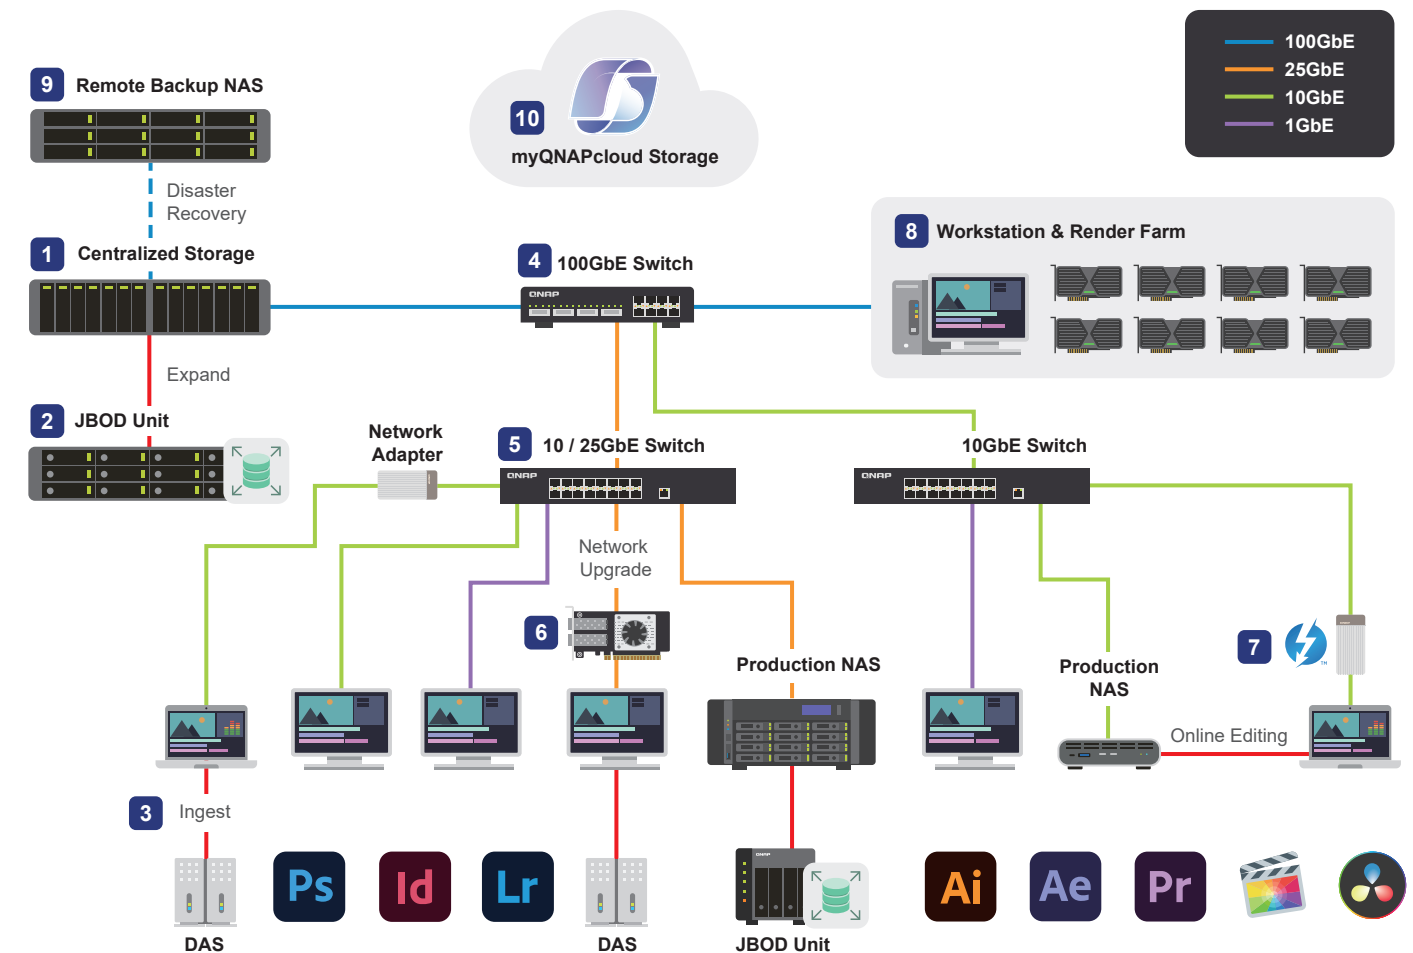 9 Remote Backup NAS
Disaster
Recovery
10
myQNAPcloud Storage
100GbE
25GbE
10GbE
1GbE
1 Centralized Storage
Expand
4 100GbE Switch
QNAP
8 Workstation & Render Farm
2 JBOD Unit
Network
Adapter
5 10 / 25GbE Switch
QNAP
10GbE Switch
QNAP
Network
Upgrade
6
Production NAS
Production
NAS
7
TM
Online Editing
3 Ingest
DAS
Ps
Id
Lr
DAS
QNAP
JBOD Unit
Ai
Ae
Pr